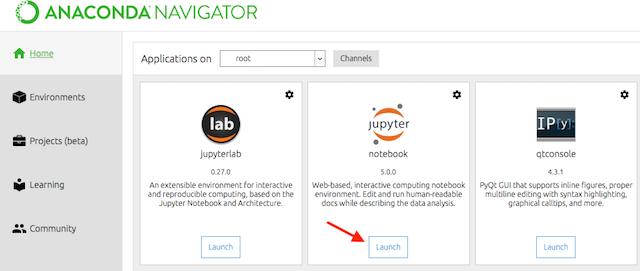 ANACONDA NAVIGATOR
Home
Applications on
root
Channels
Environments
Projects (beta)
Learning
Community
lab
jupyterlab
0.27.0
An extensible environment for interactive
and reproducible computing, based on the
Jupyter Notebook and Architecture.
Launch
jupyter
notebook
5.0.0
Web-based, interactive computing notebook
environment. Edit and run human-readable
docs while describing the data analysis.
Launch
IP[y]:
qtconsole
4.3.1
PyQt GUI that supports inline figures, proper
multiline editing with syntax highlighting,
graphical calltips, and more.
Launch